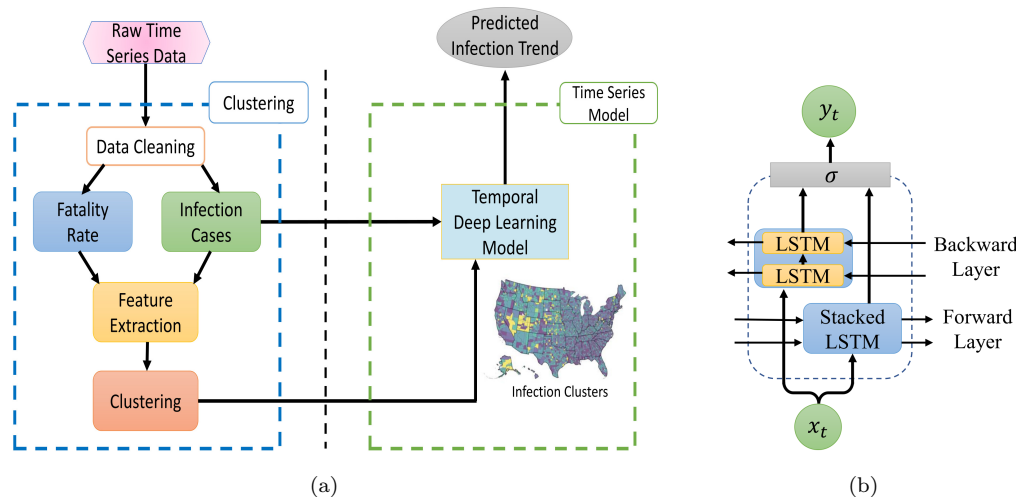 Raw Time
Series Data
Clustering
Data Cleaning
Fatality
Rate
Infection
Cases
Feature
Extraction
Clustering
Predicted
Infection Trend
Time Series
Model
Temporal
Deep Learning
Model
Infection Clusters
(a)
y_t
σ
LSTM
LSTM
Backward
Layer
Stacked
LSTM
Forward
Layer
x_t
(b)